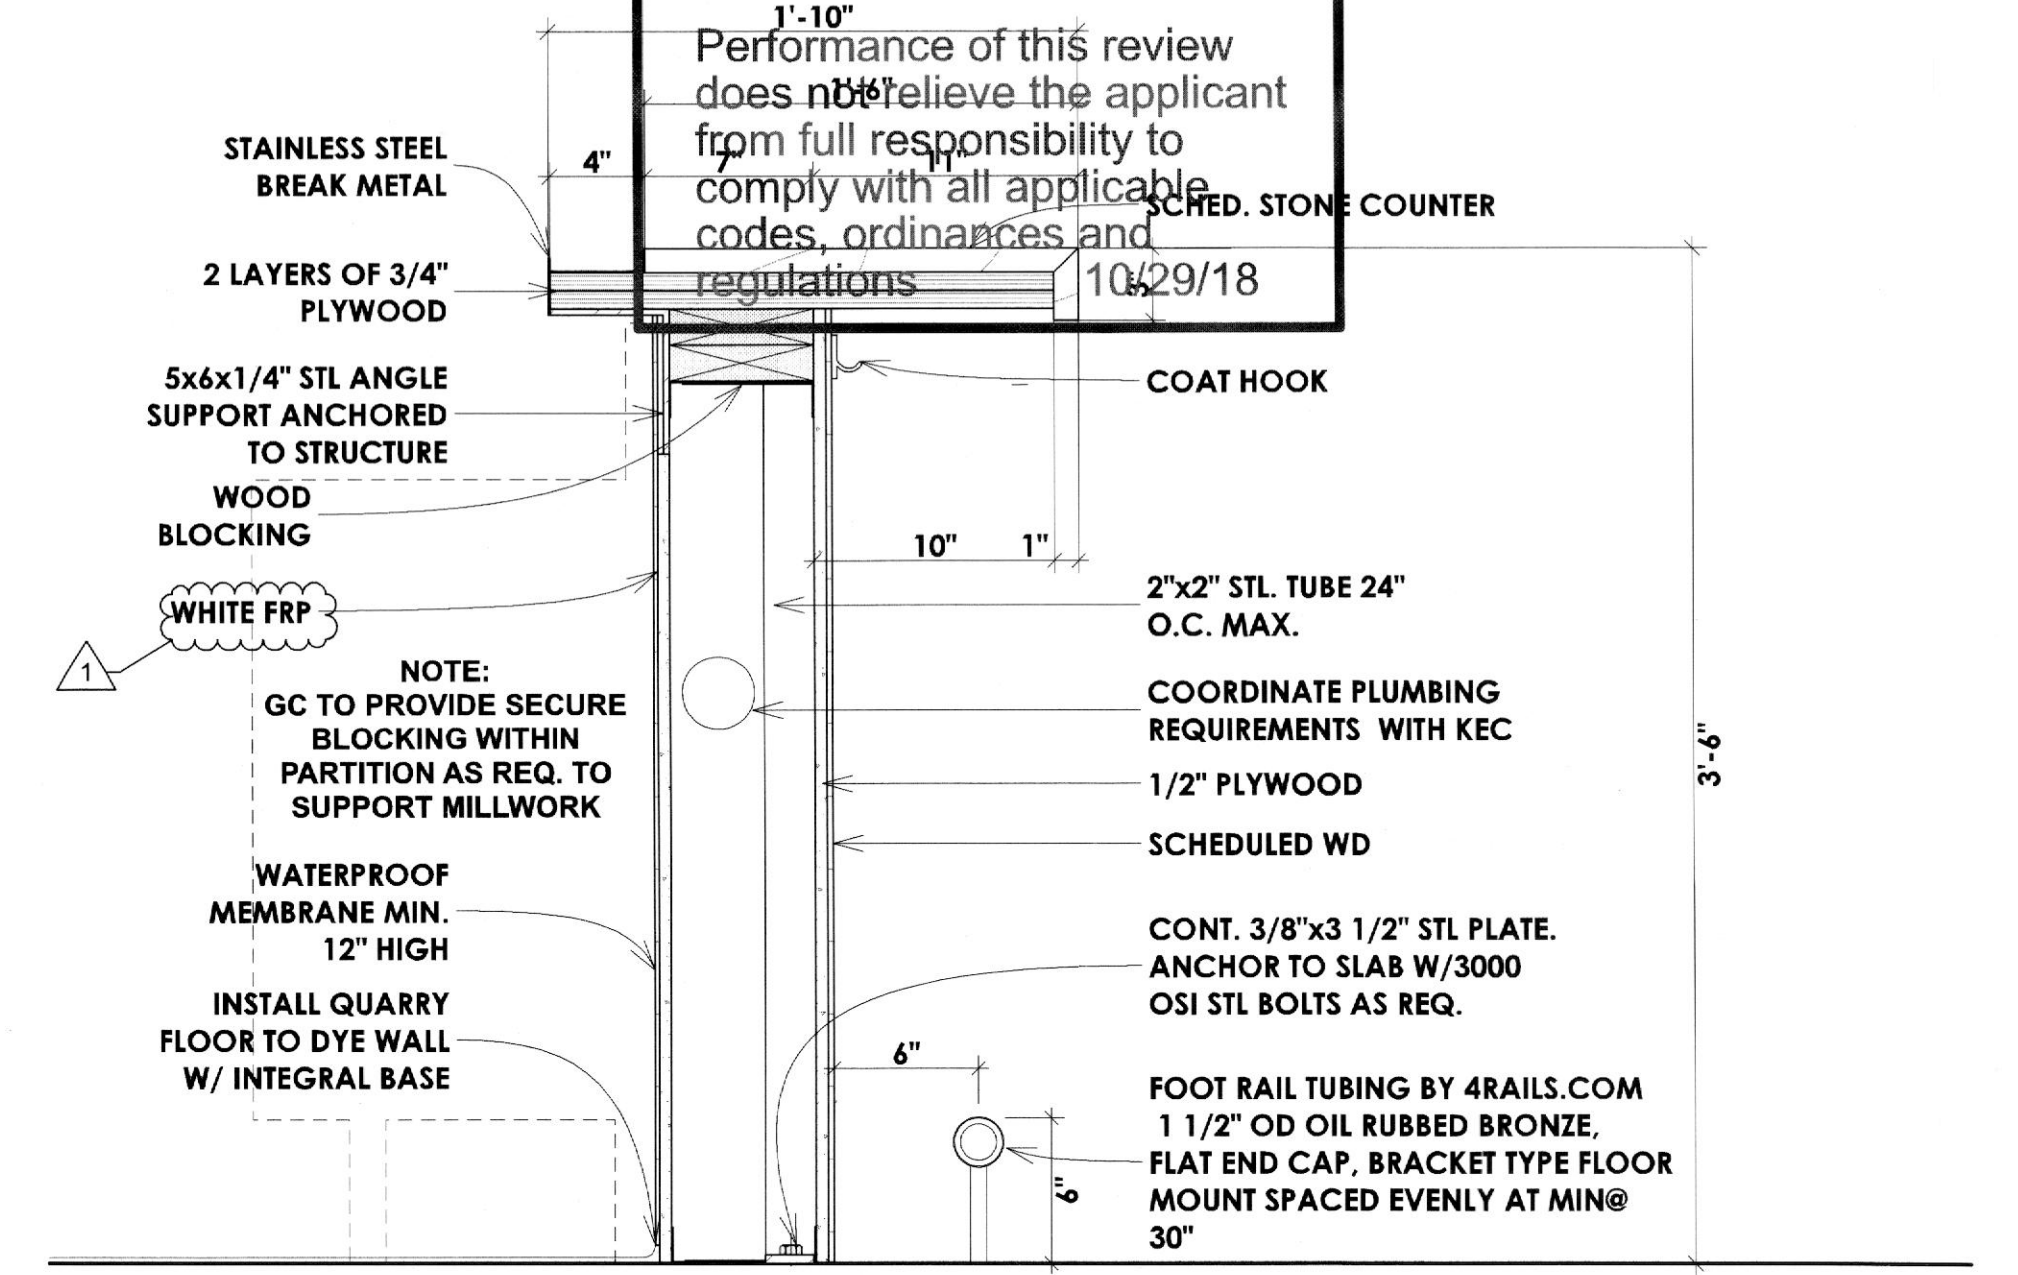 1'-10"
Performance of this review
does not relieve the applicant
1'-6"
from full responsibility to
comply with all applicable
codes, ordinances and
regulations
10/29/18
4"
7"
11"
STAINLESS STEEL
BREAK METAL
SCHED. STONE COUNTER
2 LAYERS OF 3/4"
PLYWOOD
3"
5x6x1/4" STL ANGLE
SUPPORT ANCHORED
TO STRUCTURE
COAT HOOK
WOOD
BLOCKING
10"
1"
WHITE FRP
1
2"x2" STL. TUBE 24"
O.C. MAX.
NOTE:
GC TO PROVIDE SECURE
BLOCKING WITHIN
PARTITION AS REQ. TO
SUPPORT MILLWORK
COORDINATE PLUMBING
REQUIREMENTS WITH KEC
3'-6"
1/2" PLYWOOD
SCHEDULED WD
WATERPROOF
MEMBRANE MIN.
12" HIGH
CONT. 3/8"x3 1/2" STL PLATE.
ANCHOR TO SLAB W/3000
OSI STL BOLTS AS REQ.
INSTALL QUARRY
FLOOR TO DYE WALL
W/ INTEGRAL BASE
6"
6"
FOOT RAIL TUBING BY 4RAILS.COM
1 1/2" OD OIL RUBBED BRONZE,
FLAT END CAP, BRACKET TYPE FLOOR
MOUNT SPACED EVENLY AT MIN@
30"